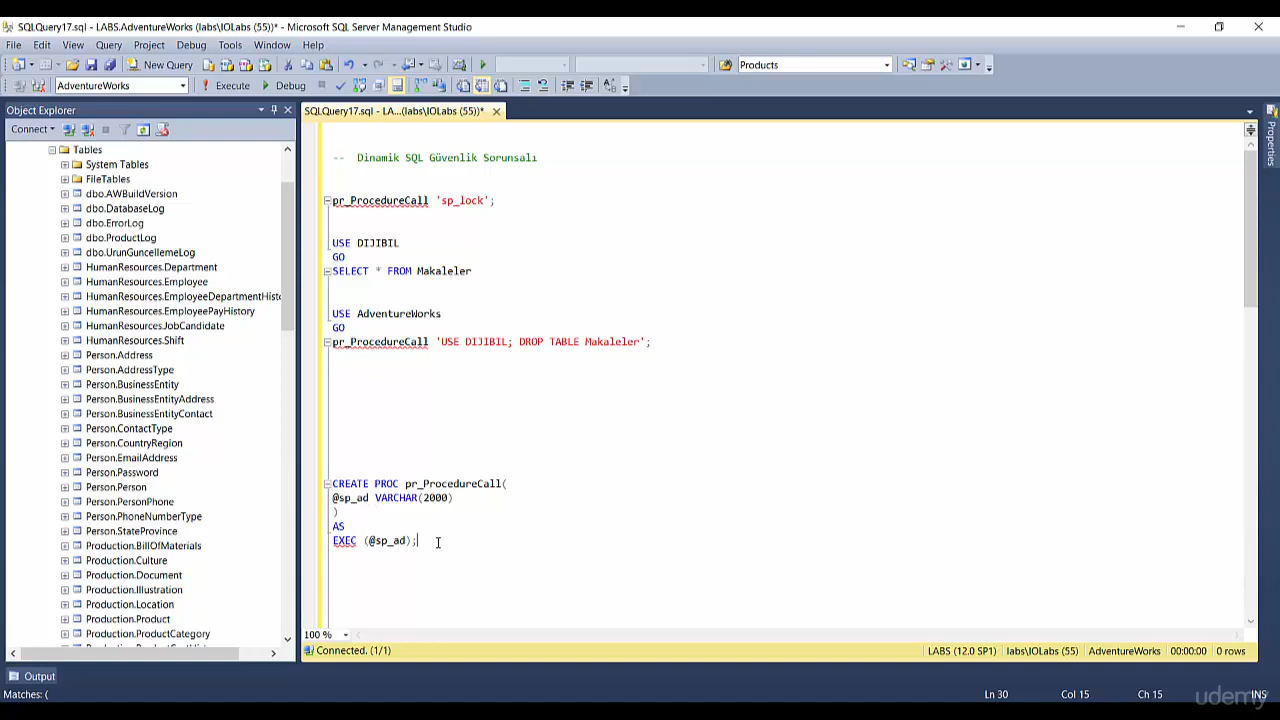 SQLQuery17.sql - LABS.AdventureWorks (labs\IOLabs (55))* - Microsoft SQL Server Management Studio
File Edit View Query Project Debug Tools Window Help
New Query Products
AdventureWorks Execute Debug
Object Explorer
SQLQuery17.sql - LA...(labs\IOLabs (55))*
Properties
Connect
Tables
System Tables
FileTables
dbo.AWBuildVersion
dbo.DatabaseLog
dbo.ErrorLog
dbo.ProductLog
dbo.UrunGuncellemeLog
HumanResources.Department
HumanResources.Employee
HumanResources.EmployeeDepartmentHisto
HumanResources.EmployeePayHistory
HumanResources.JobCandidate
HumanResources.Shift
Person.Address
Person.AddressType
Person.BusinessEntity
Person.BusinessEntityAddress
Person.BusinessEntityContact
Person.ContactType
Person.CountryRegion
Person.EmailAddress
Person.Password
Person.Person
Person.PersonPhone
Person.PhoneNumberType
Person.StateProvince
Production.BillOfMaterials
Production.Culture
Production.Document
Production.Illustration
Production.Location
Production.Product
Production.ProductCategory
-- Dinamik SQL Güvenlik Sorunsalı
pr_ProcedureCall 'sp_lock';
USE DIJIBIL
GO
SELECT * FROM Makaleler
USE AdventureWorks
GO
pr_ProcedureCall 'USE DIJIBIL; DROP TABLE Makaleler';
CREATE PROC pr_ProcedureCall(
@sp_ad VARCHAR(2000)
)
AS
EXEC (@sp_ad);
100 %
Connected. (1/1) LABS (12.0 SP1) labs\IOLabs (55) AdventureWorks 00:00:00 0 rows
Output
Matches: ( Ln 30 Col 15 Ch 15 INS
udemy